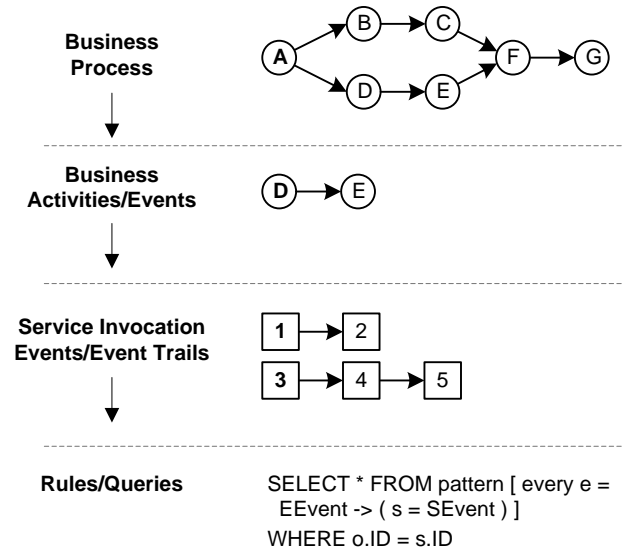 Business
Process
A
B
C
D
E
F
G
Business
Activities/Events
D
E
Service Invocation
Events/Event Trails
1
2
3
4
5
Rules/Queries
SELECT * FROM pattern [ every e =
EEvent -> ( s = SEvent ) ]
WHERE o.ID = s.ID